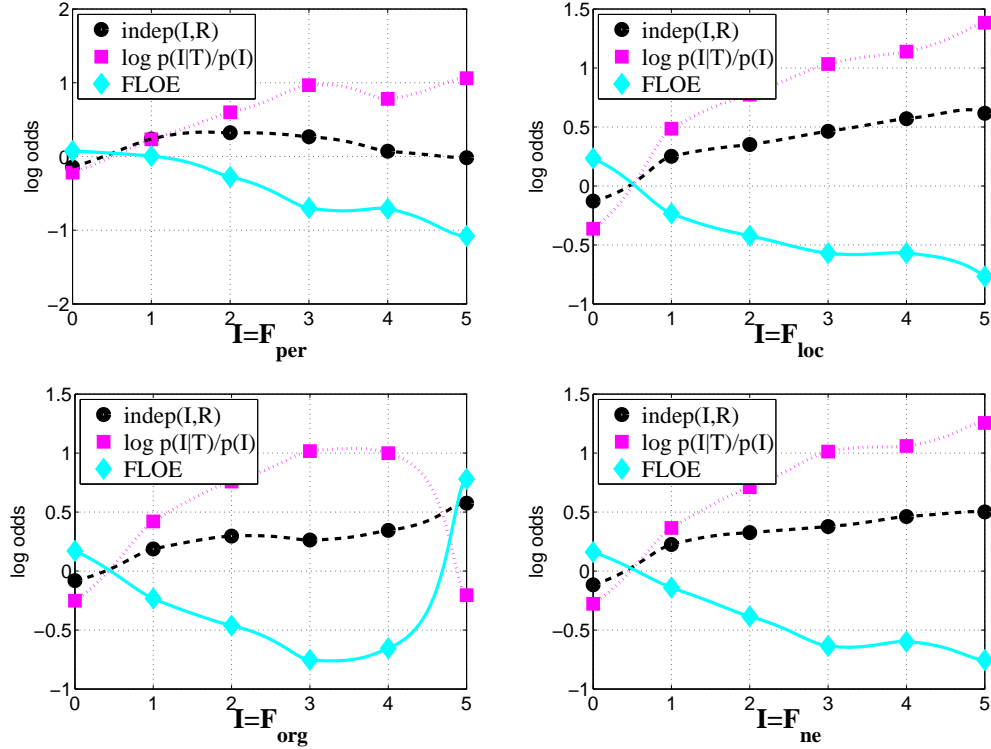 2
1
0
−1
−2
log odds
indep(I,R)
log p(I|T)/p(I)
FLOE
0 1 2 3 4 5
I=F_per
1.5
1
0.5
0
−0.5
−1
log odds
indep(I,R)
log p(I|T)/p(I)
FLOE
0 1 2 3 4 5
I=F_loc
1.5
1
0.5
0
−0.5
−1
log odds
indep(I,R)
log p(I|T)/p(I)
FLOE
0 1 2 3 4 5
I=F_org
1.5
1
0.5
0
−0.5
−1
log odds
indep(I,R)
log p(I|T)/p(I)
FLOE
0 1 2 3 4 5
I=F_ne